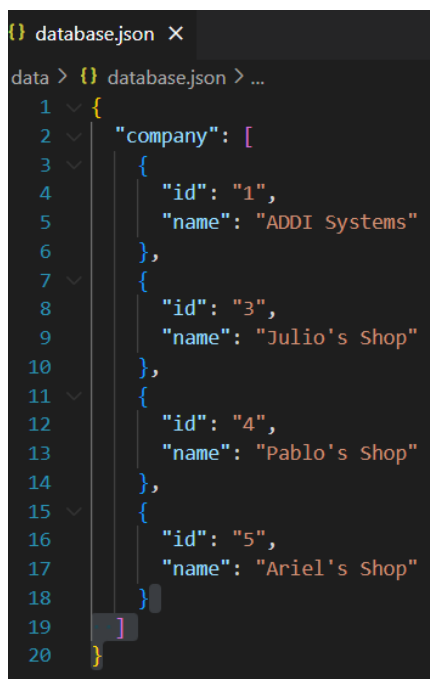 {} database.json ×
data > {} database.json > ...
1 {
2 "company": [
3 {
4 "id": "1",
5 "name": "ADDI Systems"
6 },
7 {
8 "id": "3",
9 "name": "Julio's Shop"
10 },
11 {
12 "id": "4",
13 "name": "Pablo's Shop"
14 },
15 {
16 "id": "5",
17 "name": "Ariel's Shop"
18 }
19 ]
20 }